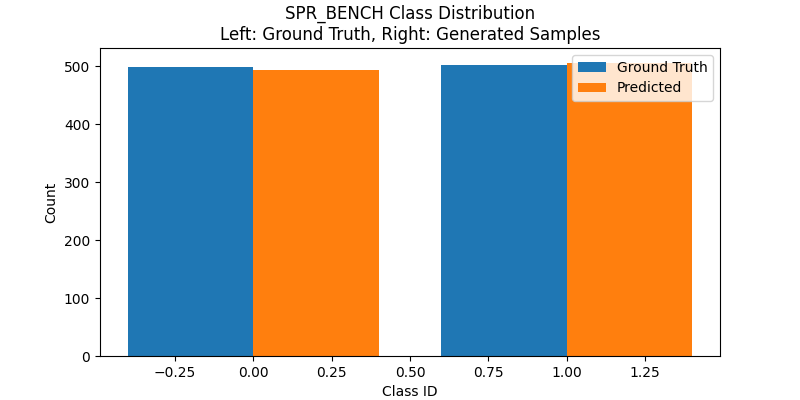 SPR_BENCH Class Distribution
Left: Ground Truth, Right: Generated Samples
Ground Truth
Predicted
Count
500
400
300
200
100
0
−0.25 0.00 0.25 0.50 0.75 1.00 1.25
Class ID